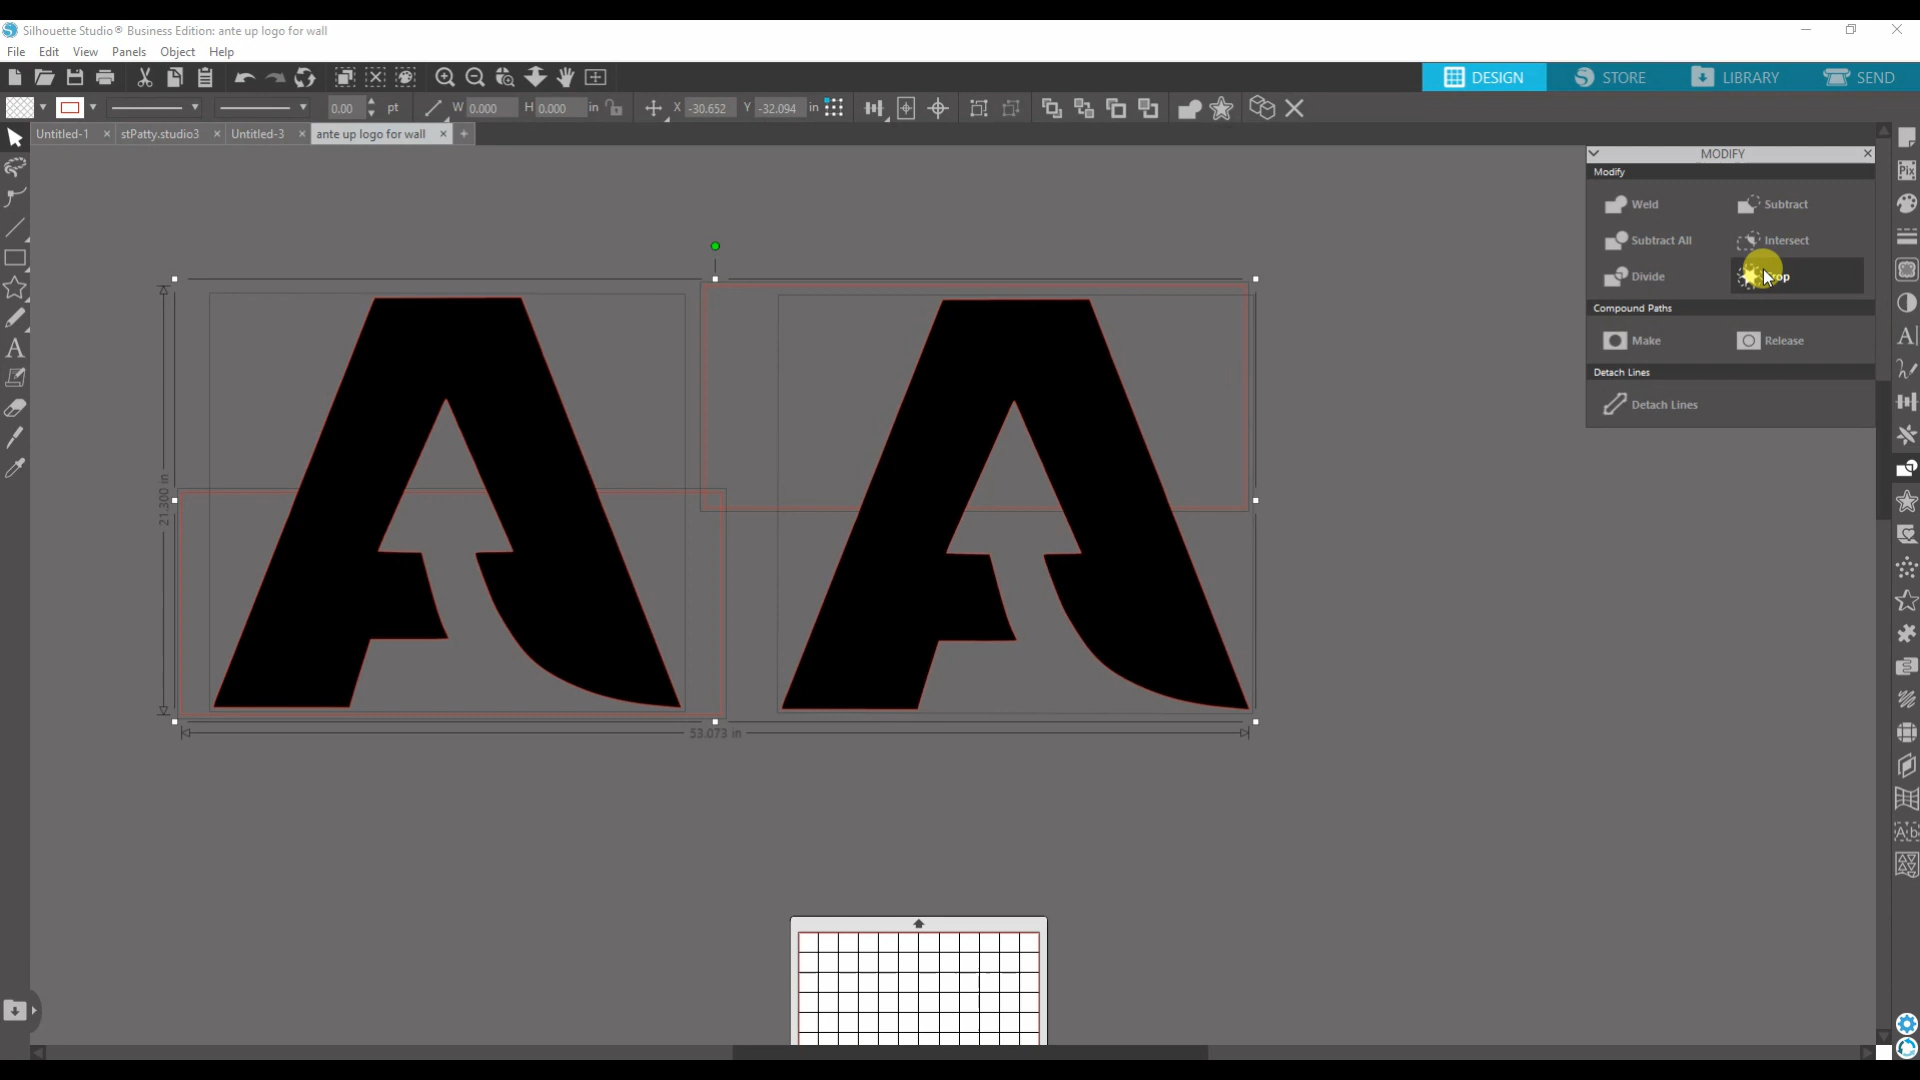 Silhouette Studio® Business Edition: ante up logo for wall
File Edit View Panels Object Help
DESIGN STORE LIBRARY SEND
0.00 pt W 0.000 H 0.000 in X -30.652 Y -32.094 in
Untitled-1 stPatty.studio3 Untitled-3 ante up logo for wall
MODIFY
Modify
Weld Subtract
Subtract All Intersect
Divide
Compound Paths
Make Release
Detach Lines
Detach Lines
21.300 in
53.073 in